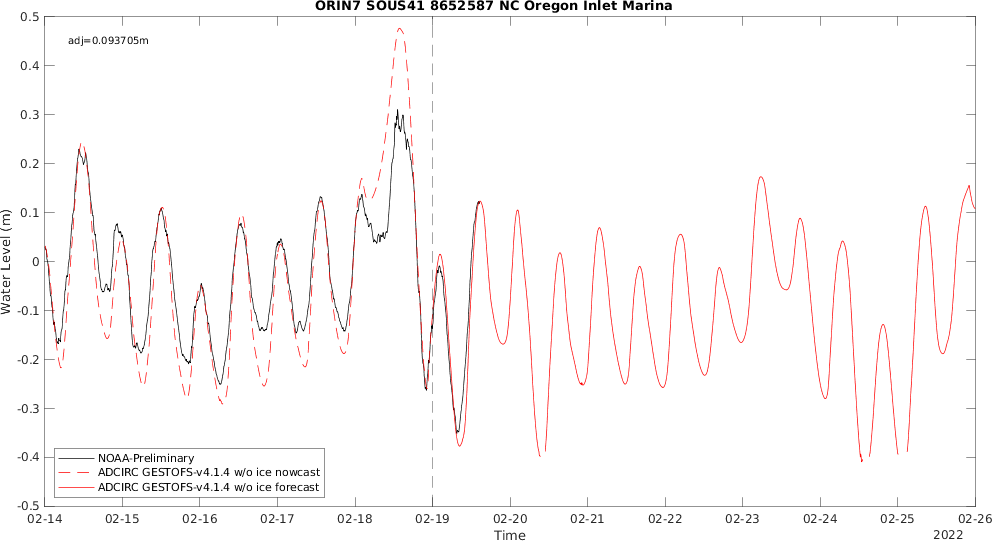 ORIN7 SOUS41 8652587 NC Oregon Inlet Marina
adj=0.093705m
0.5
0.4
0.3
0.2
0.1
0
-0.1
-0.2
-0.3
-0.4
-0.5
Water Level (m)
NOAA-Preliminary
ADCIRC GESTOFS-v4.1.4 w/o ice nowcast
ADCIRC GESTOFS-v4.1.4 w/o ice forecast
02-14 02-15 02-16 02-17 02-18 02-19 02-20 02-21 02-22 02-23 02-24 02-25 02-26
Time
2022